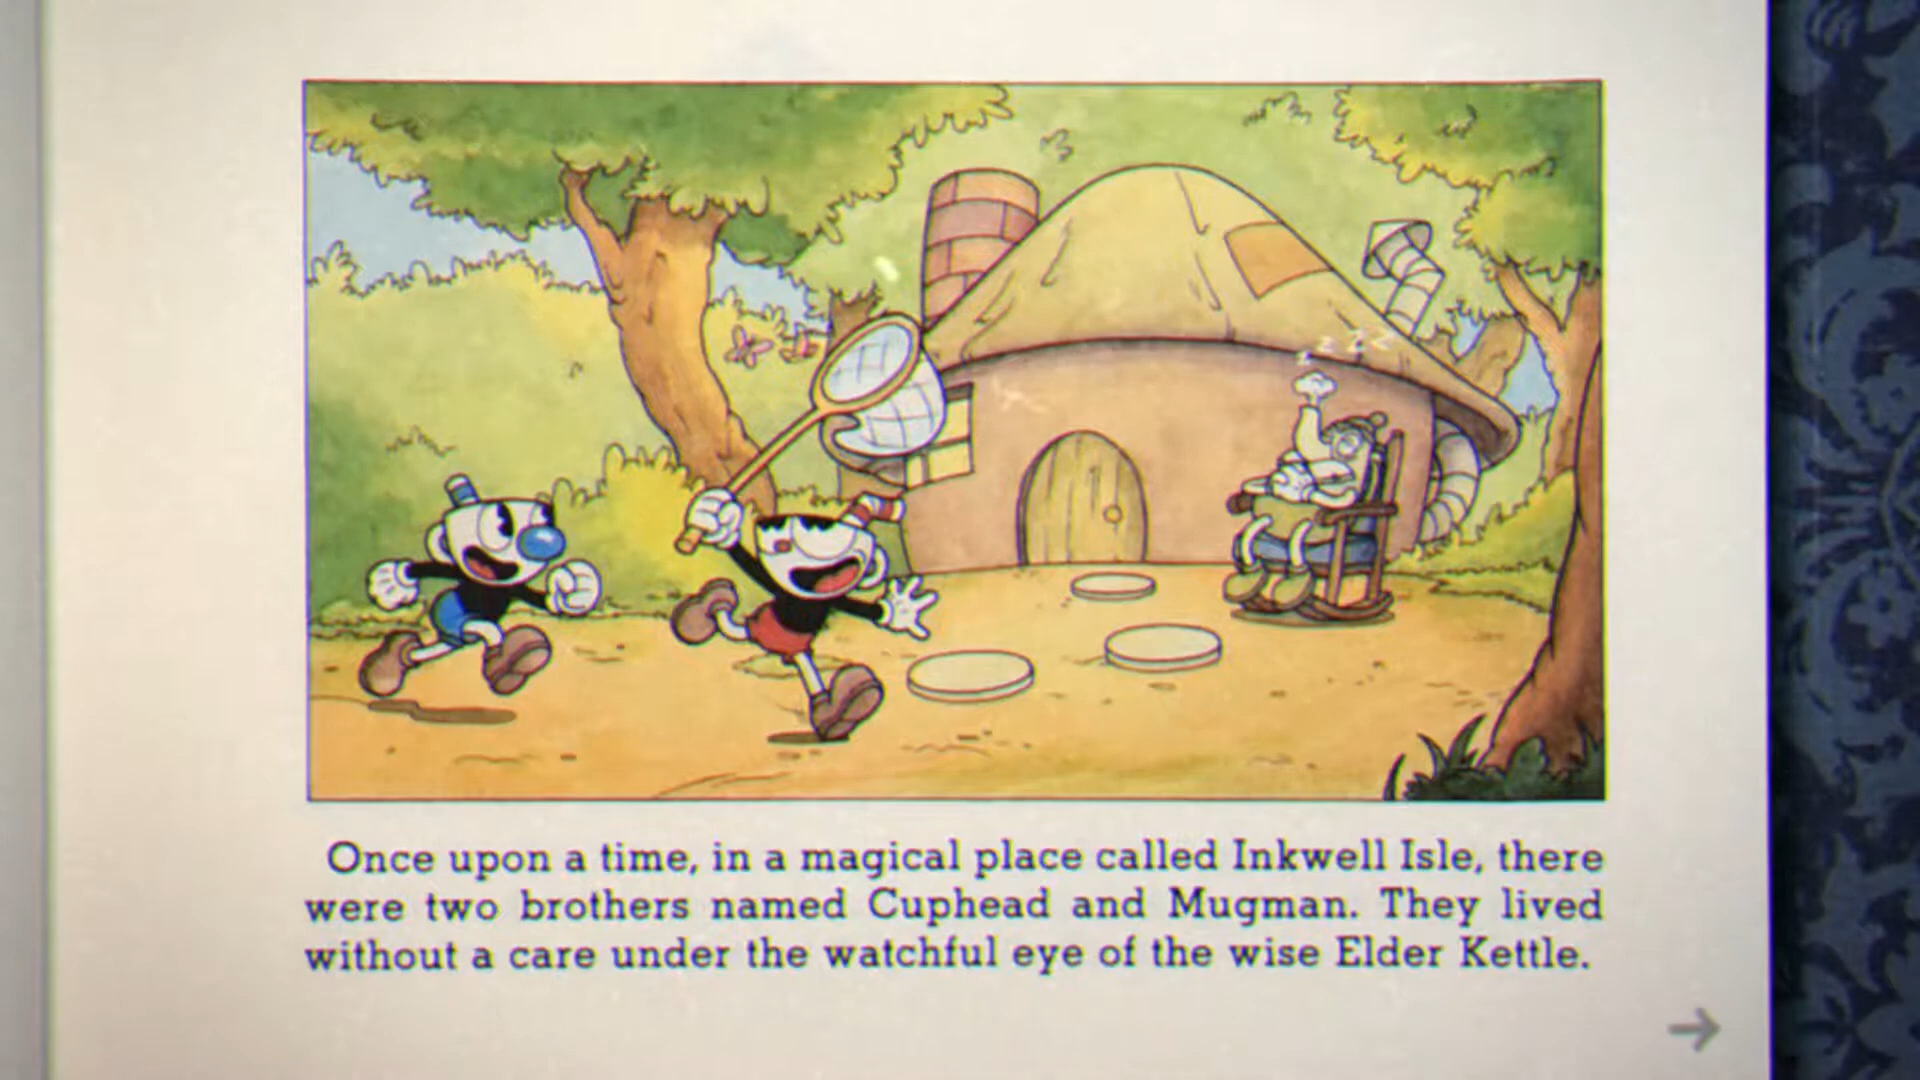 z z z z
Once upon a time, in a magical place called Inkwell Isle, there
were two brothers named Cuphead and Mugman. They lived
without a care under the watchful eye of the wise Elder Kettle.